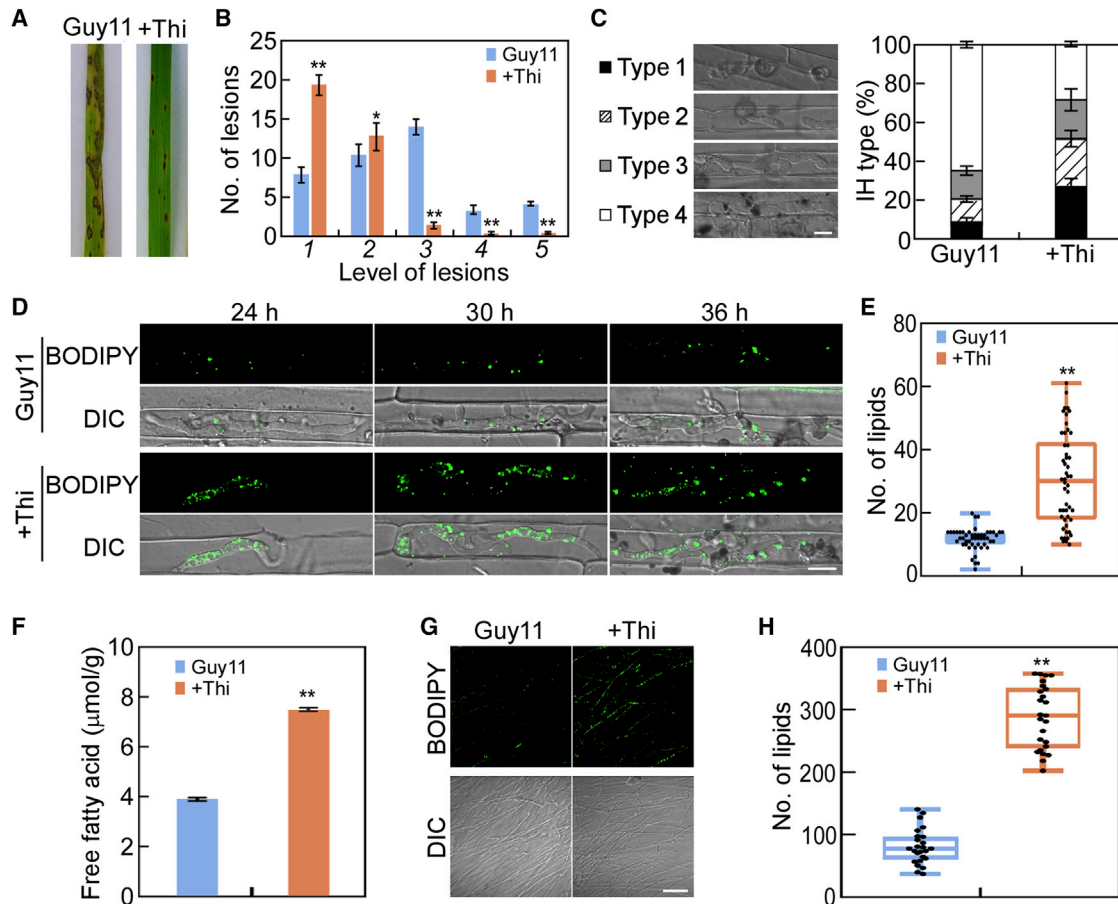 A
Guy11 +Thi
B
No. of lesions
25
20
15
10
5
0
Guy11
+Thi
** * ** ** **
1 2 3 4 5
Level of lesions
C
Type 1
Type 2
Type 3
Type 4
IH type (%)
100
80
60
40
20
0
Guy11 +Thi
D
24 h 30 h 36 h
Guy11
BODIPY
DIC
+Thi
BODIPY
DIC
E
No. of lipids
80
60
40
20
0
Guy11
+Thi
**
F
Free fatty acid (μmol/g)
10
8
6
4
2
0
Guy11
+Thi
**
G
Guy11 +Thi
BODIPY
DIC
H
No. of lipids
400
300
200
100
0
Guy11
+Thi
**